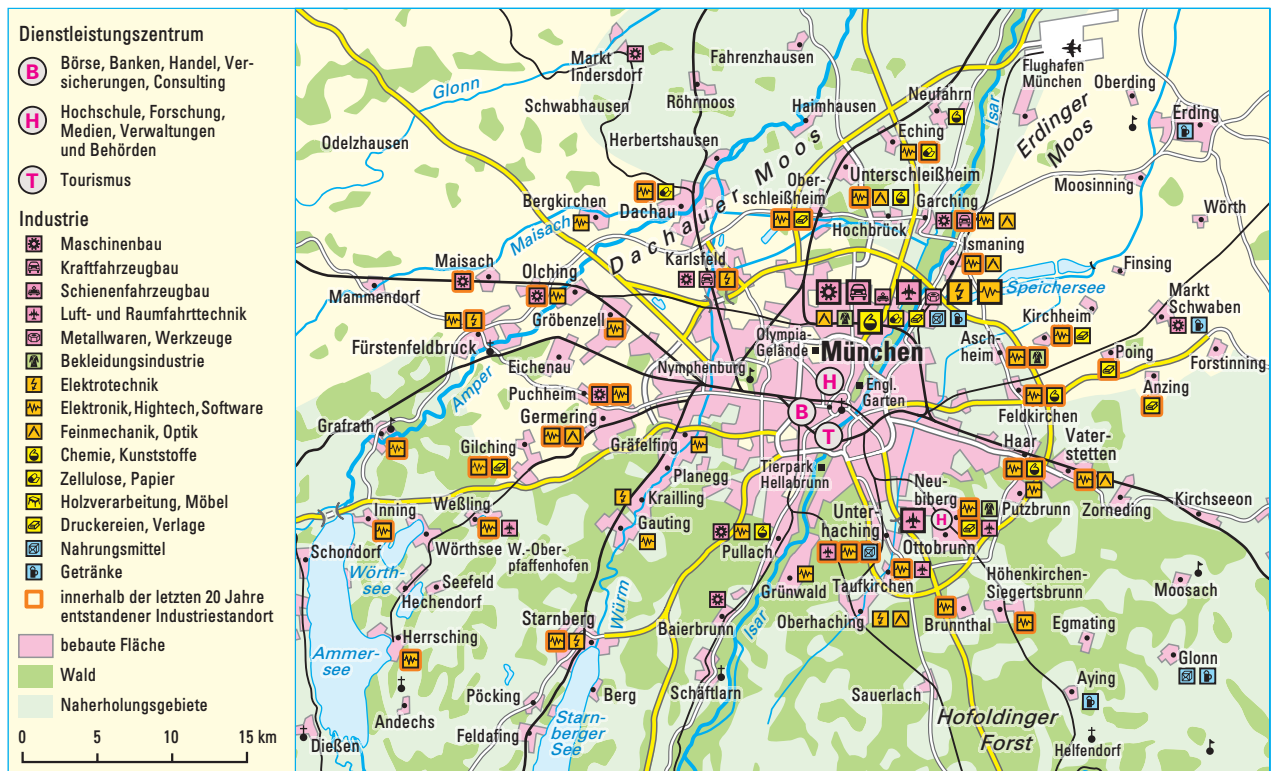 Dienstleistungszentrum
B Börse, Banken, Handel, Ver-
sicherungen, Consulting
H Hochschule, Forschung,
Medien, Verwaltungen
und Behörden
T Tourismus
Industrie
Maschinenbau
Kraftfahrzeugbau
Schienenfahrzeugbau
Luft- und Raumfahrttechnik
Metallwaren, Werkzeuge
Bekleidungsindustrie
Elektrotechnik
Elektronik, Hightech, Software
Feinmechanik, Optik
Chemie, Kunststoffe
Zellulose, Papier
Holzverarbeitung, Möbel
Druckereien, Verlage
Nahrungsmittel
Getränke
innerhalb der letzten 20 Jahre
entstandener Industriestandort
bebaute Fläche
Wald
Naherholungsgebiete
0 5 10 15 km
Markt
Indersdorf
Fahrenzhausen
Flughafen
München
Glonn
Schwabhausen
Röhrmoos
Haimhausen
Neufahrn
Isar
Oberding
Erding
Odelzhausen
Herbertshausen
Eching
Erdinger
Moos
Dachauer Moos
Bergkirchen
Dachau
Ober-
schleißheim
Unterschleißheim
Moosinning
Maisach
Hochbrück
Garching
Wörth
Maisach
Olching
Karlsfeld
Ismaning
Finsing
Mammendorf
Speichersee
Markt
Schwaben
Gröbenzell
Kirchheim
Fürstenfeldbruck
Olympia-
Gelände
München
Asch-
heim
Poing
Forstinning
Eichenau
Nymphenburg
H
Engl.
Garten
Anzing
Amper
Puchheim
B
Feldkirchen
Grafrath
Germering
T
Gilching
Gräfelfing
Haar
Vater-
stetten
Planegg
Tierpark
Hellabrunn
Neu-
biberg
Kirchseeon
Krailling
Putzbrunn
Zorneding
Inning
Weßling
Gauting
Unter-
haching
H
Schondorf
Wörthsee
W.-Ober-
pfaffenhofen
Pullach
Ottobrunn
Wörth-
see
Seefeld
Hechendorf
Würm
Grünwald
Taufkirchen
Höhenkirchen-
Siegertsbrunn
Moosach
Starnberg
Baierbrunn
Isar
Oberhaching
Brunnthal
Egmating
Herrsching
Ammer-
see
Glonn
Pöcking
Berg
Schäftlarn
Sauerlach
Aying
Andechs
Starn-
berger
See
Hofoldinger
Forst
Dießen
Feldafing
Helfendorf